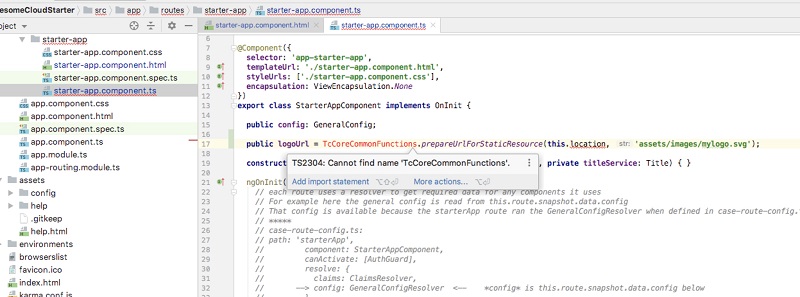 esomeCloudStarter src app routes starter-app starter-app.component.ts
oject
starter-app
starter-app.component.css
starter-app.component.html
starter-app.component.spec.ts
starter-app.component.ts
app.component.css
app.component.html
app.component.spec.ts
app.component.ts
app.module.ts
app-routing.module.ts
assets
config
help
.gitkeep
help.html
environments
browserslist
favicon.ico
index.html
karma.conf.js
starter-app.component.html starter-app.component.ts
6
7 @Component({
8 selector: 'app-starter-app',
9 templateUrl: './starter-app.component.html',
10 styleUrls: ['./starter-app.component.css'],
11 encapsulation: ViewEncapsulation.None
12 })
13 export class StarterAppComponent implements OnInit {
14
15 public config: GeneralConfig;
16
17 public logoUrl = TcCoreCommonFunctions.prepareUrlForStaticResource(this.location, str: 'assets/images/mylogo.svg');
18
19 construct , private titleService: Title) { }
TS2304: Cannot find name 'TcCoreCommonFunctions'.
Add import statement ⌥⇧⏎ More actions... ⌥⏎
21 ngOnInit(
22 // each route uses a resolver to get required data for any components it uses
23 // For example here the general config is read from this.route.snapshot.data.config
24 // That config is available because the starterApp route ran the GeneralConfigResolver when defined in case-route-config.
25 // *****
26 // case-route-config.ts:
27 // path: 'starterApp',
28 // component: StarterAppComponent,
29 // canActivate: [AuthGuard],
30 // resolve: {
31 // claims: ClaimsResolver,
32 // ——> config: GeneralConfigResolver <—— *config* is this.route.snapshot.data.config below